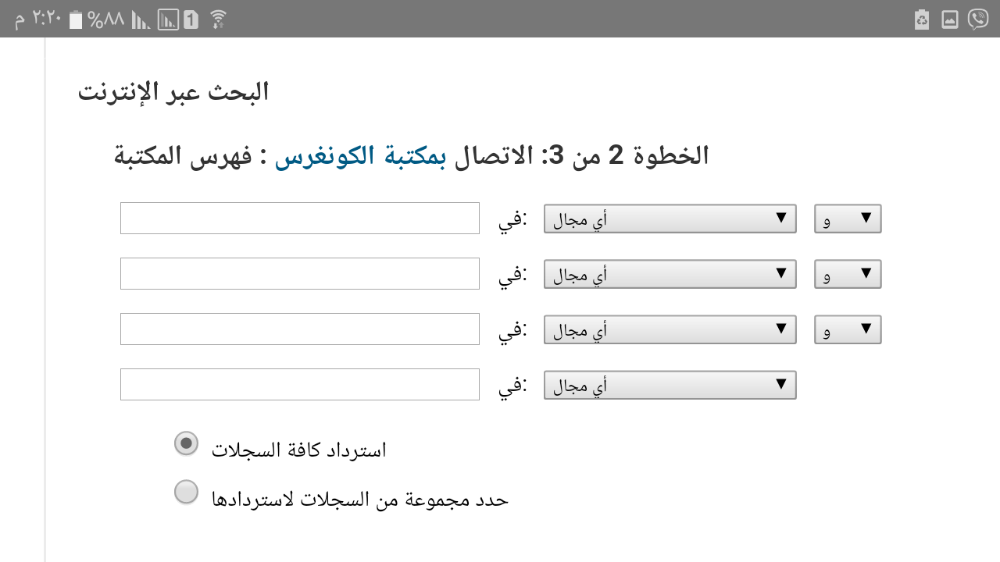 م ٢:٢٠ %٨٨ 1
البحث عبر الإنترنت
الخطوة 2 من 3: الاتصال بمكتبة الكونغرس : فهرس المكتبة
في: أي مجال و
في: أي مجال و
في: أي مجال و
في: أي مجال
استرداد كافة السجلات
حدد مجموعة من السجلات لاستردادها